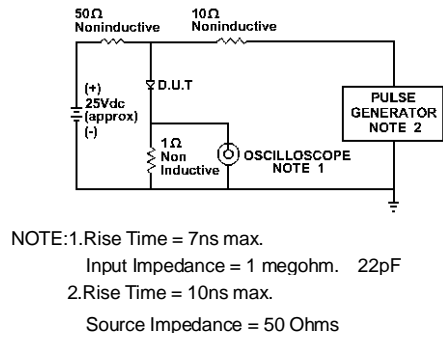 50Ω
Noninductive
10Ω
Noninductive
(+)
25Vdc
(approx)
(-)
D.U.T
PULSE
GENERATOR
NOTE 2
1Ω
Non
Inductive
OSCILLOSCOPE
NOTE 1
NOTE:1.Rise Time = 7ns max.
Input Impedance = 1 megohm. 22pF
2.Rise Time = 10ns max.
Source Impedance = 50 Ohms